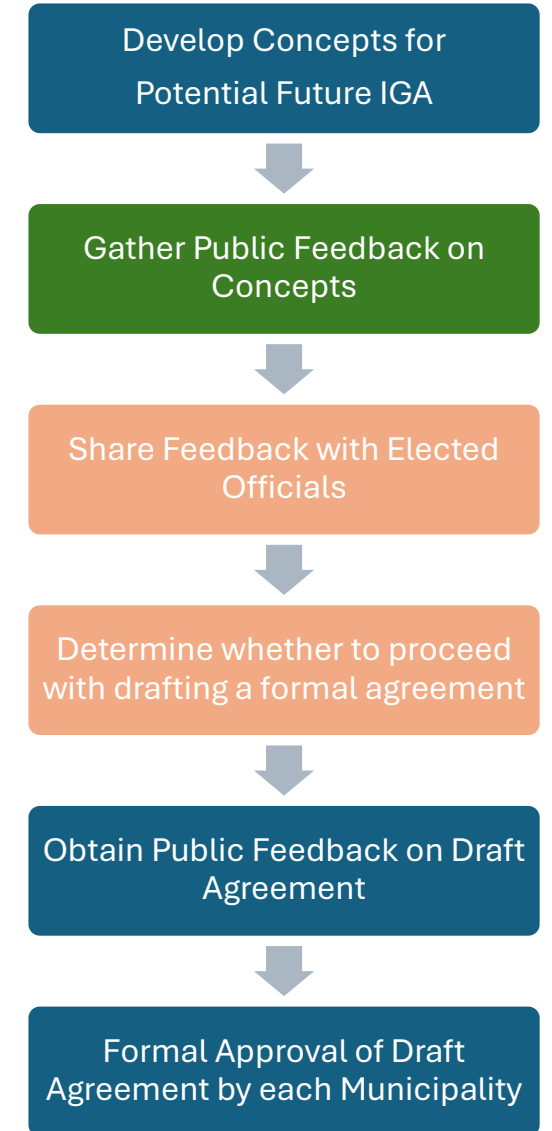 Develop Concepts for
Potential Future IGA
Gather Public Feedback on
Concepts
Share Feedback with Elected
Officials
Determine whether to proceed
with drafting a formal agreement
Obtain Public Feedback on Draft
Agreement
Formal Approval of Draft
Agreement by each Municipality